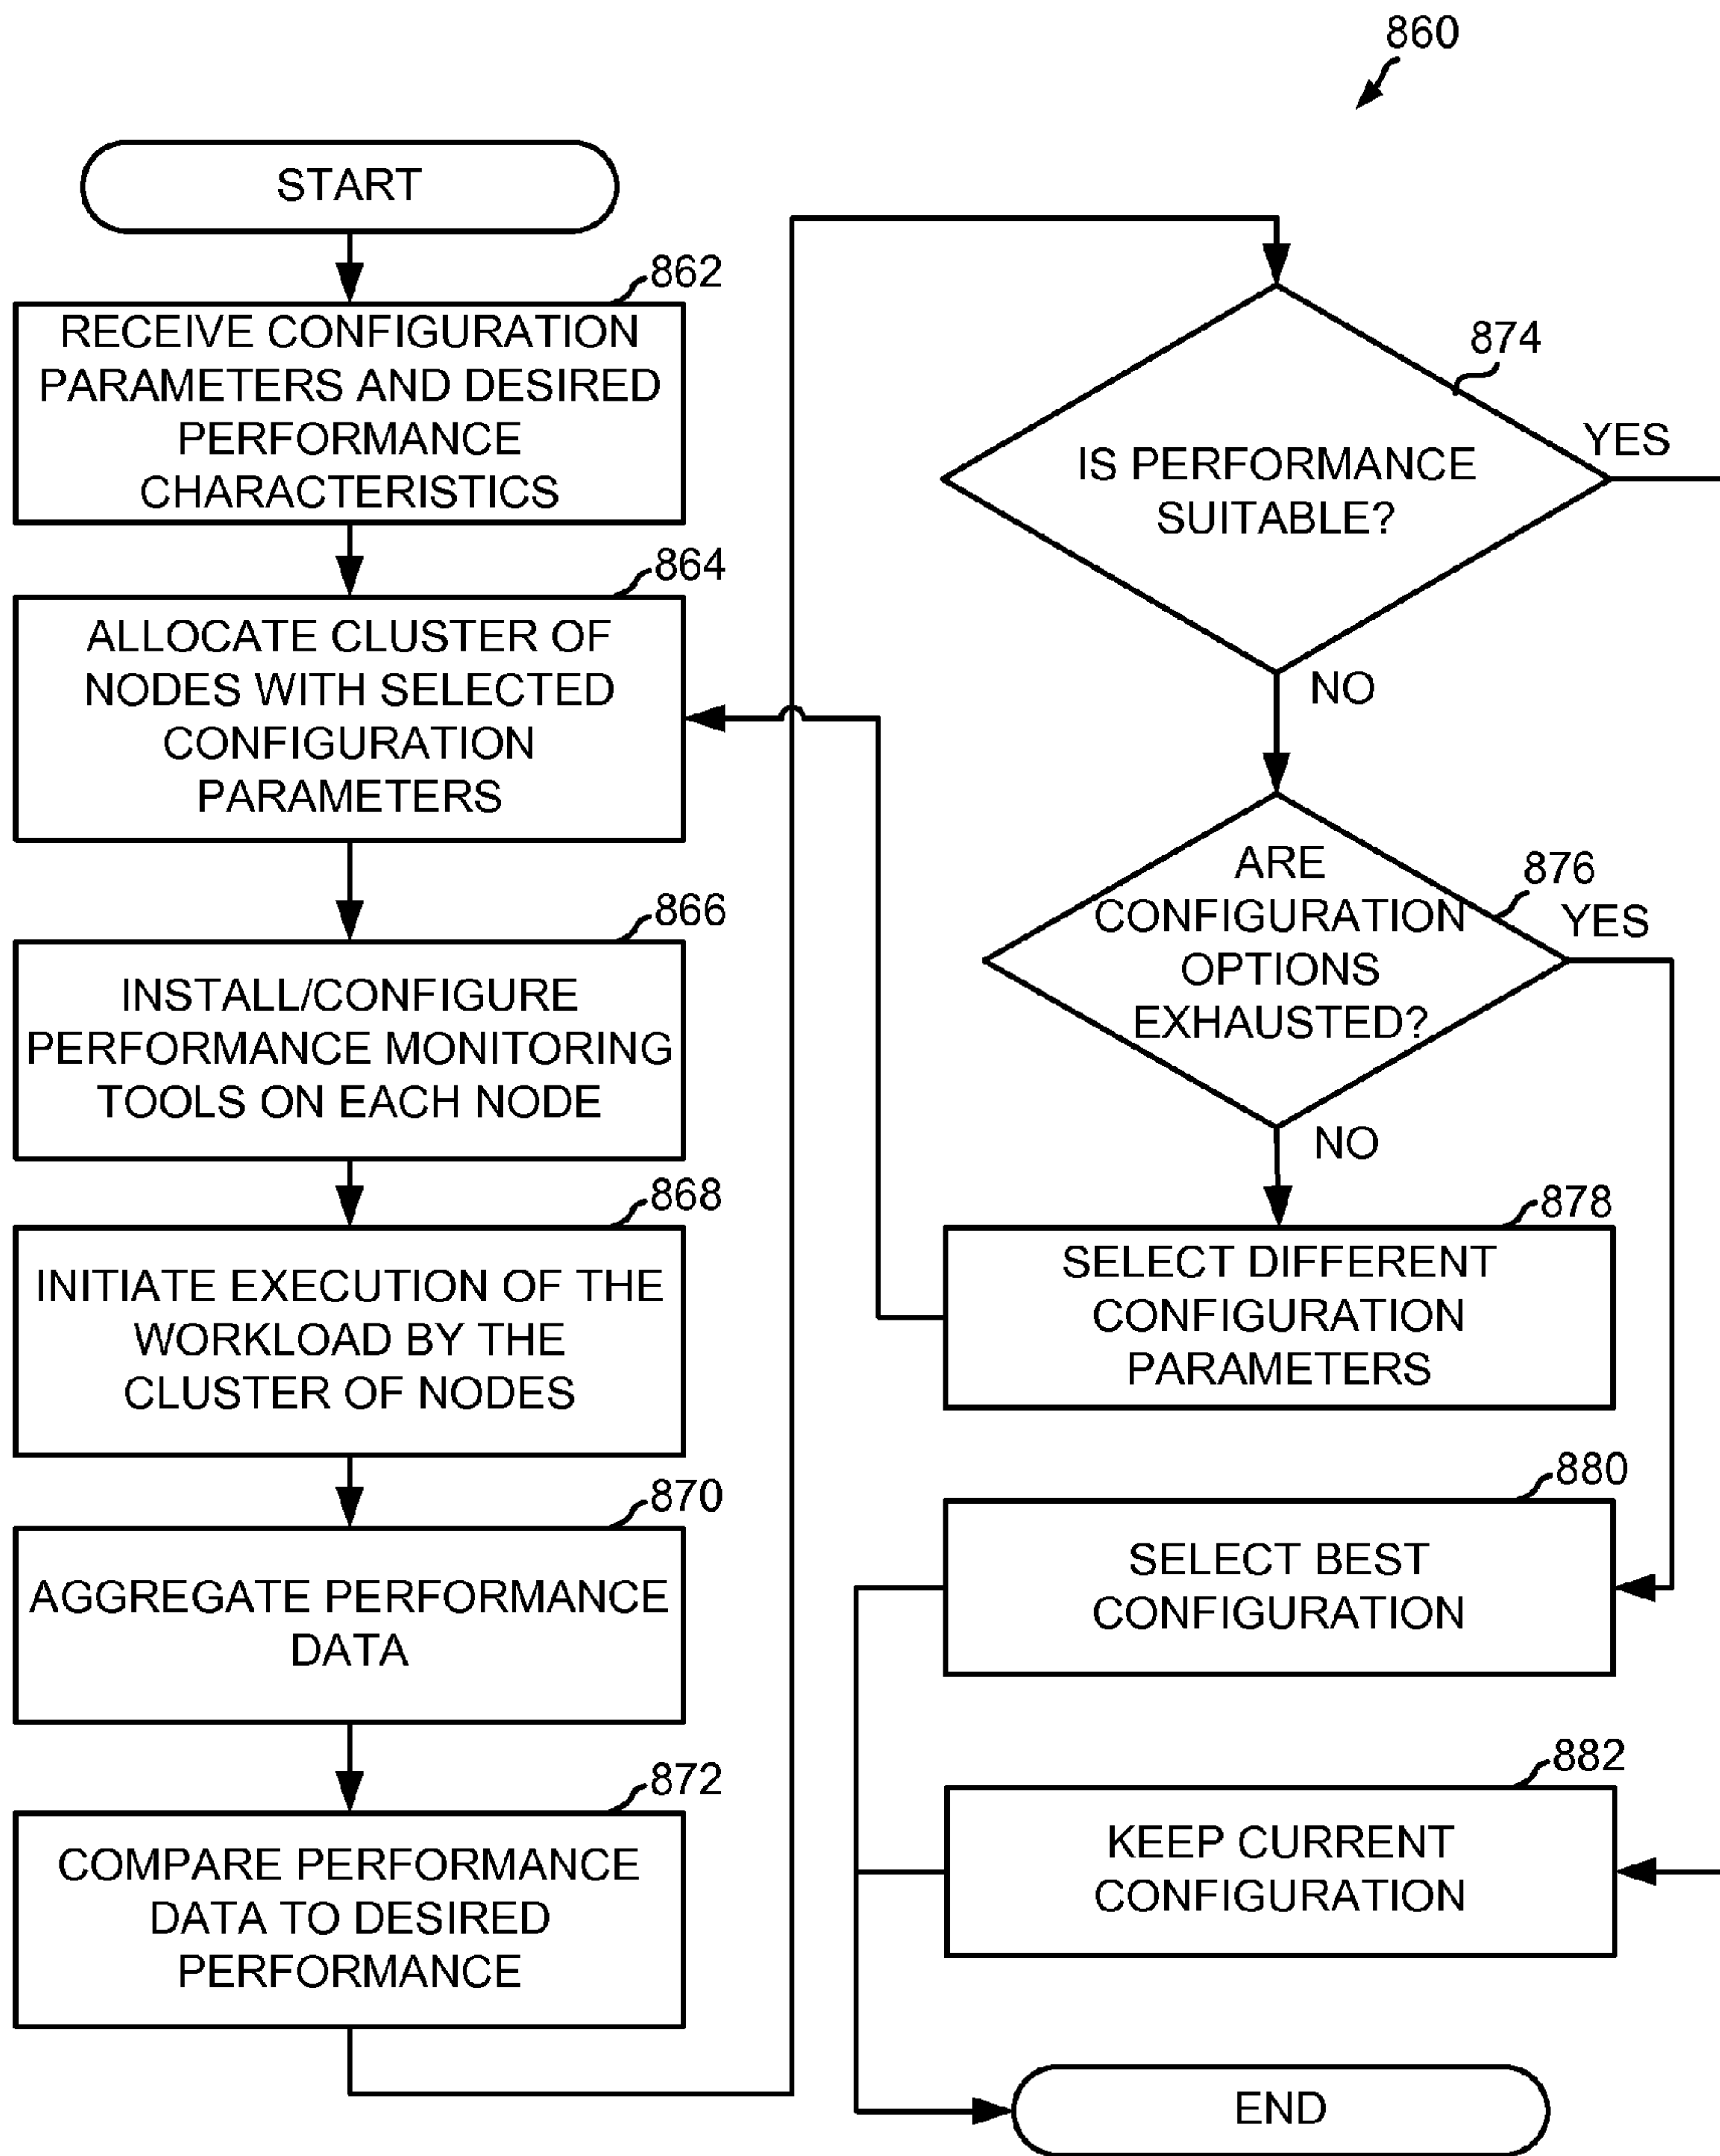 860
START
862
RECEIVE CONFIGURATION
PARAMETERS AND DESIRED
PERFORMANCE
CHARACTERISTICS
864
ALLOCATE CLUSTER OF
NODES WITH SELECTED
CONFIGURATION
PARAMETERS
866
INSTALL/CONFIGURE
PERFORMANCE MONITORING
TOOLS ON EACH NODE
868
INITIATE EXECUTION OF THE
WORKLOAD BY THE
CLUSTER OF NODES
870
AGGREGATE PERFORMANCE
DATA
872
COMPARE PERFORMANCE
DATA TO DESIRED
PERFORMANCE
874
IS PERFORMANCE
SUITABLE?
YES
NO
876
ARE
CONFIGURATION
OPTIONS
EXHAUSTED?
YES
NO
878
SELECT DIFFERENT
CONFIGURATION
PARAMETERS
880
SELECT BEST
CONFIGURATION
882
KEEP CURRENT
CONFIGURATION
END